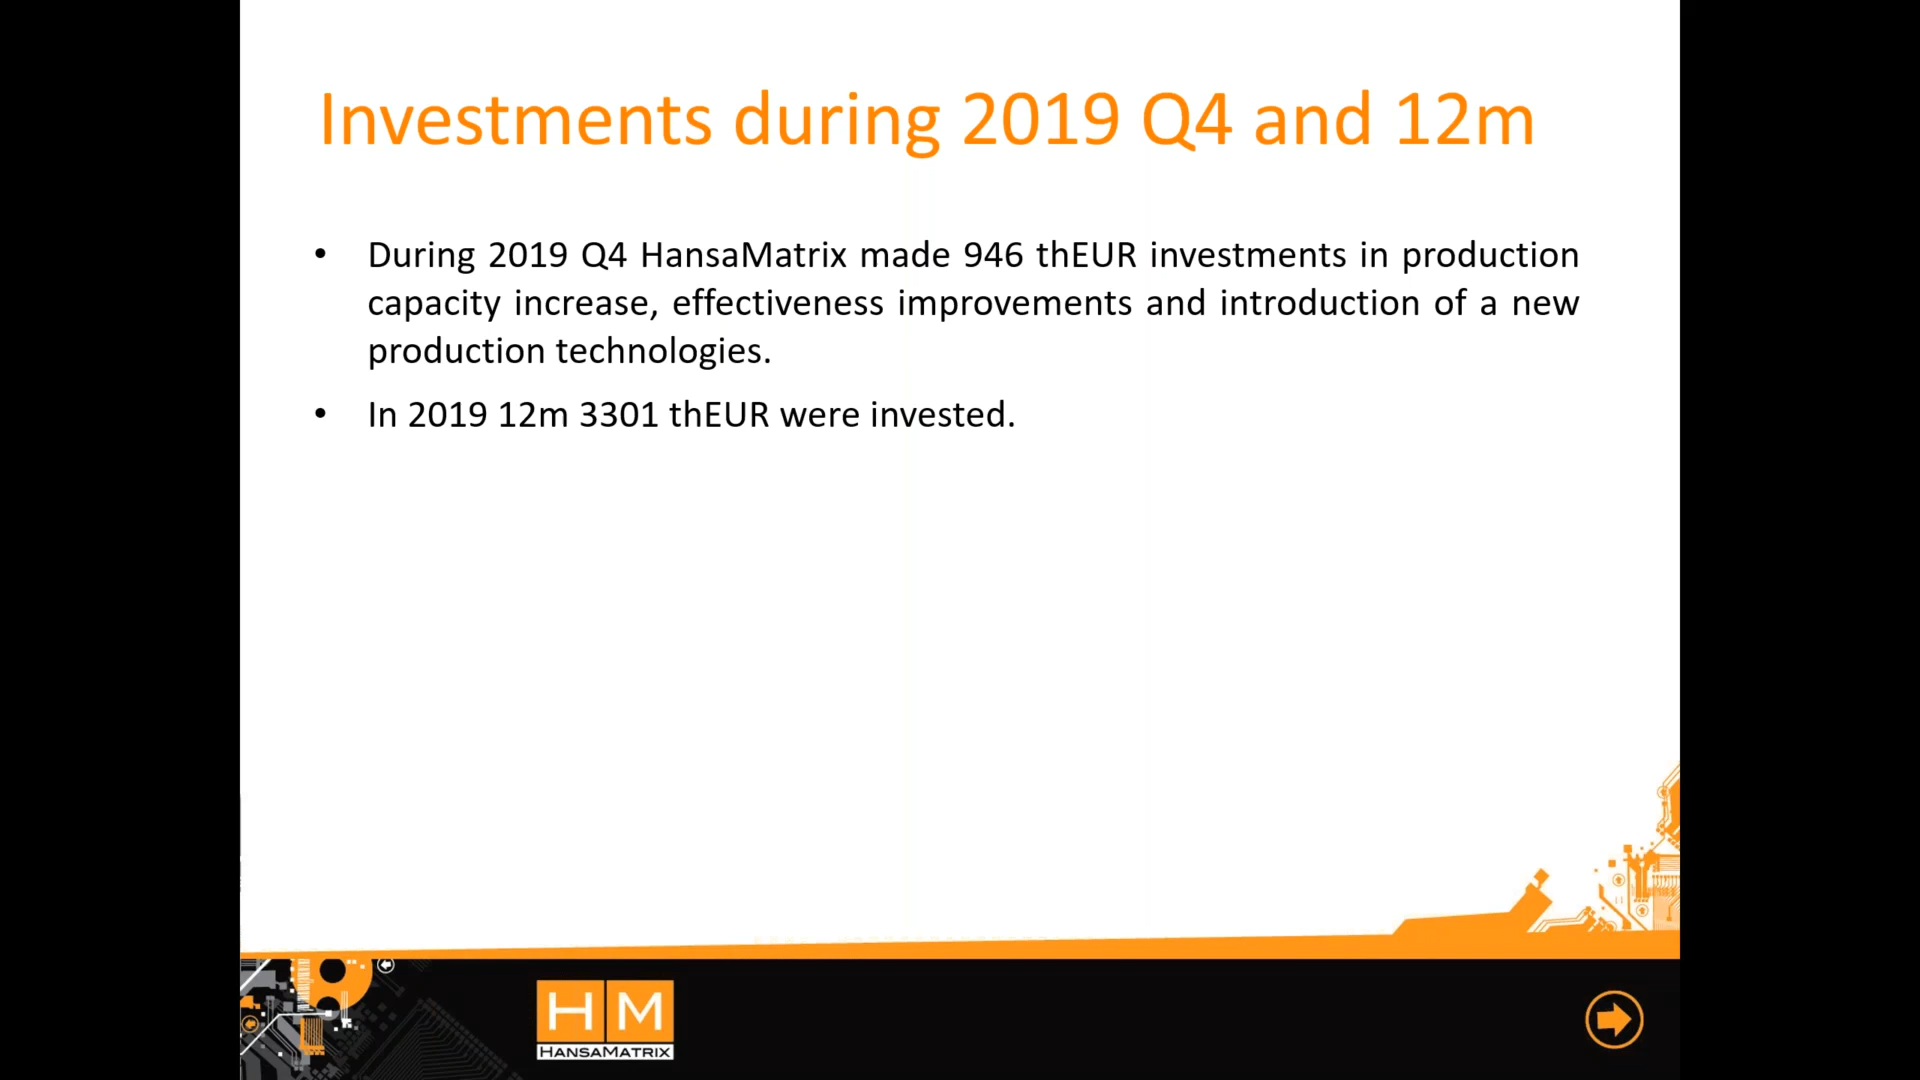 Investments during 2019 Q4 and 12m
• During 2019 Q4 HansaMatrix made 946 thEUR investments in production
capacity increase, effectiveness improvements and introduction of a new
production technologies.
• In 2019 12m 3301 thEUR were invested.
HM
HANSAMATRIX